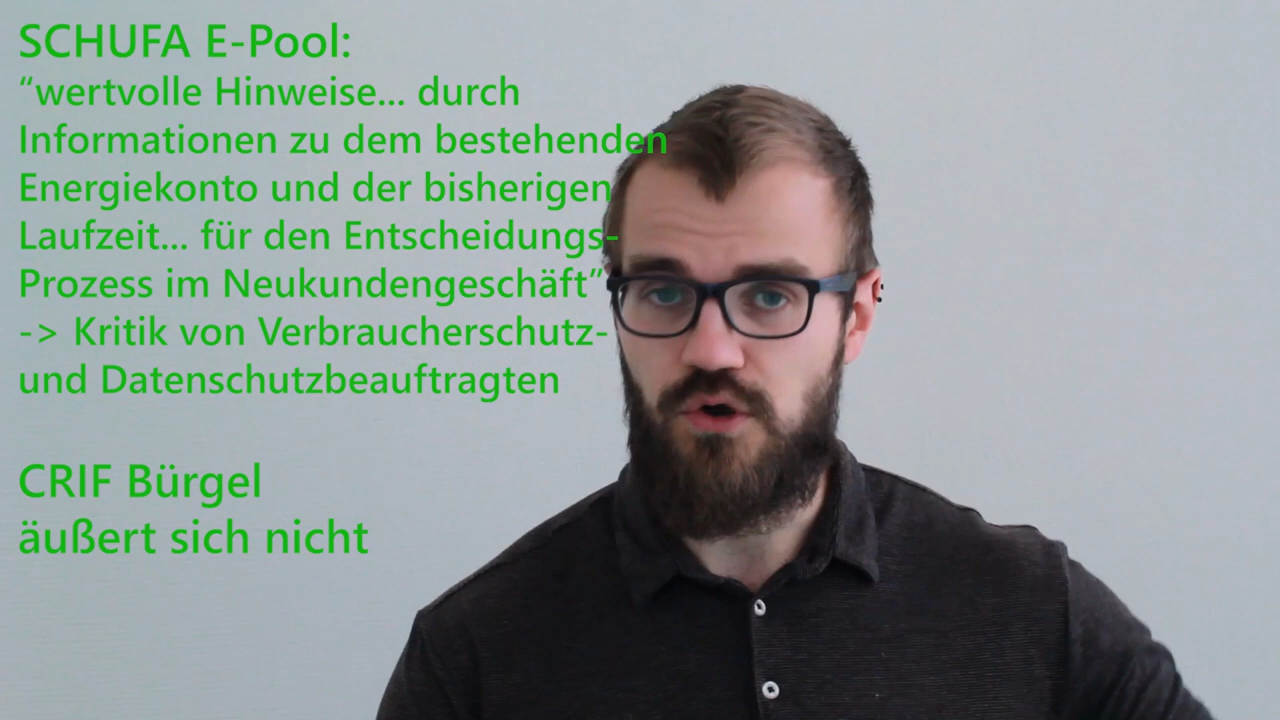 SCHUFA E-Pool:
“wertvolle Hinweise... durch
Informationen zu dem bestehenden
Energiekonto und der bisherigen
Laufzeit... für den Entscheidungs-
Prozess im Neukundengeschäft”
-> Kritik von Verbraucherschutz-
und Datenschutzbeauftragten
CRIF Bürgel
äußert sich nicht